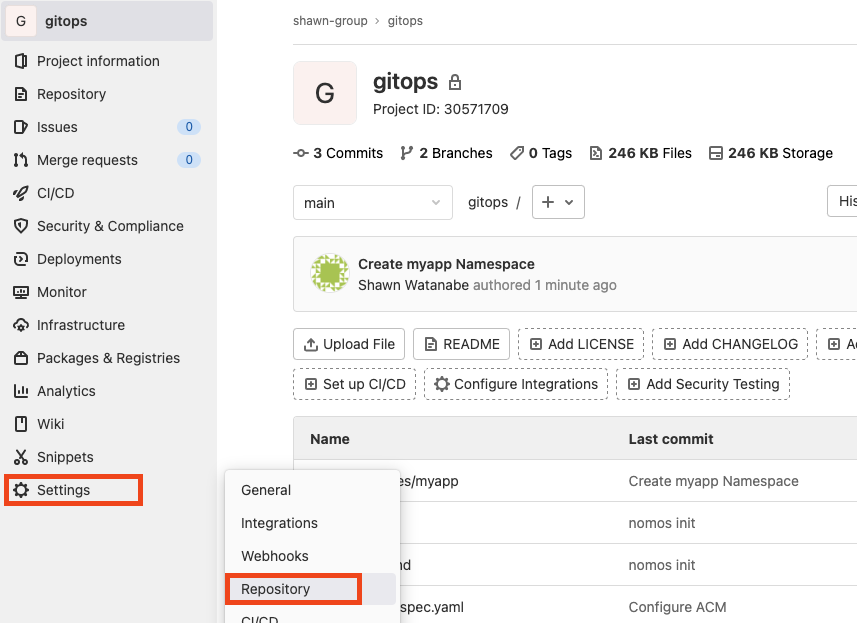 G gitops
Project information
Repository
Issues 0
Merge requests 0
CI/CD
Security & Compliance
Deployments
Monitor
Infrastructure
Packages & Registries
Analytics
Wiki
Snippets
Settings
General
Integrations
Webhooks
Repository
CI/CD
shawn-group › gitops
G
gitops
Project ID: 30571709
3 Commits 2 Branches 0 Tags 246 KB Files 246 KB Storage
main gitops / + His
Create myapp Namespace
Shawn Watanabe authored 1 minute ago
Upload File README Add LICENSE Add CHANGELOG
Set up CI/CD Configure Integrations Add Security Testing
Name Last commit
es/myapp Create myapp Namespace
nomos init
nd nomos init
spec.yaml Configure ACM